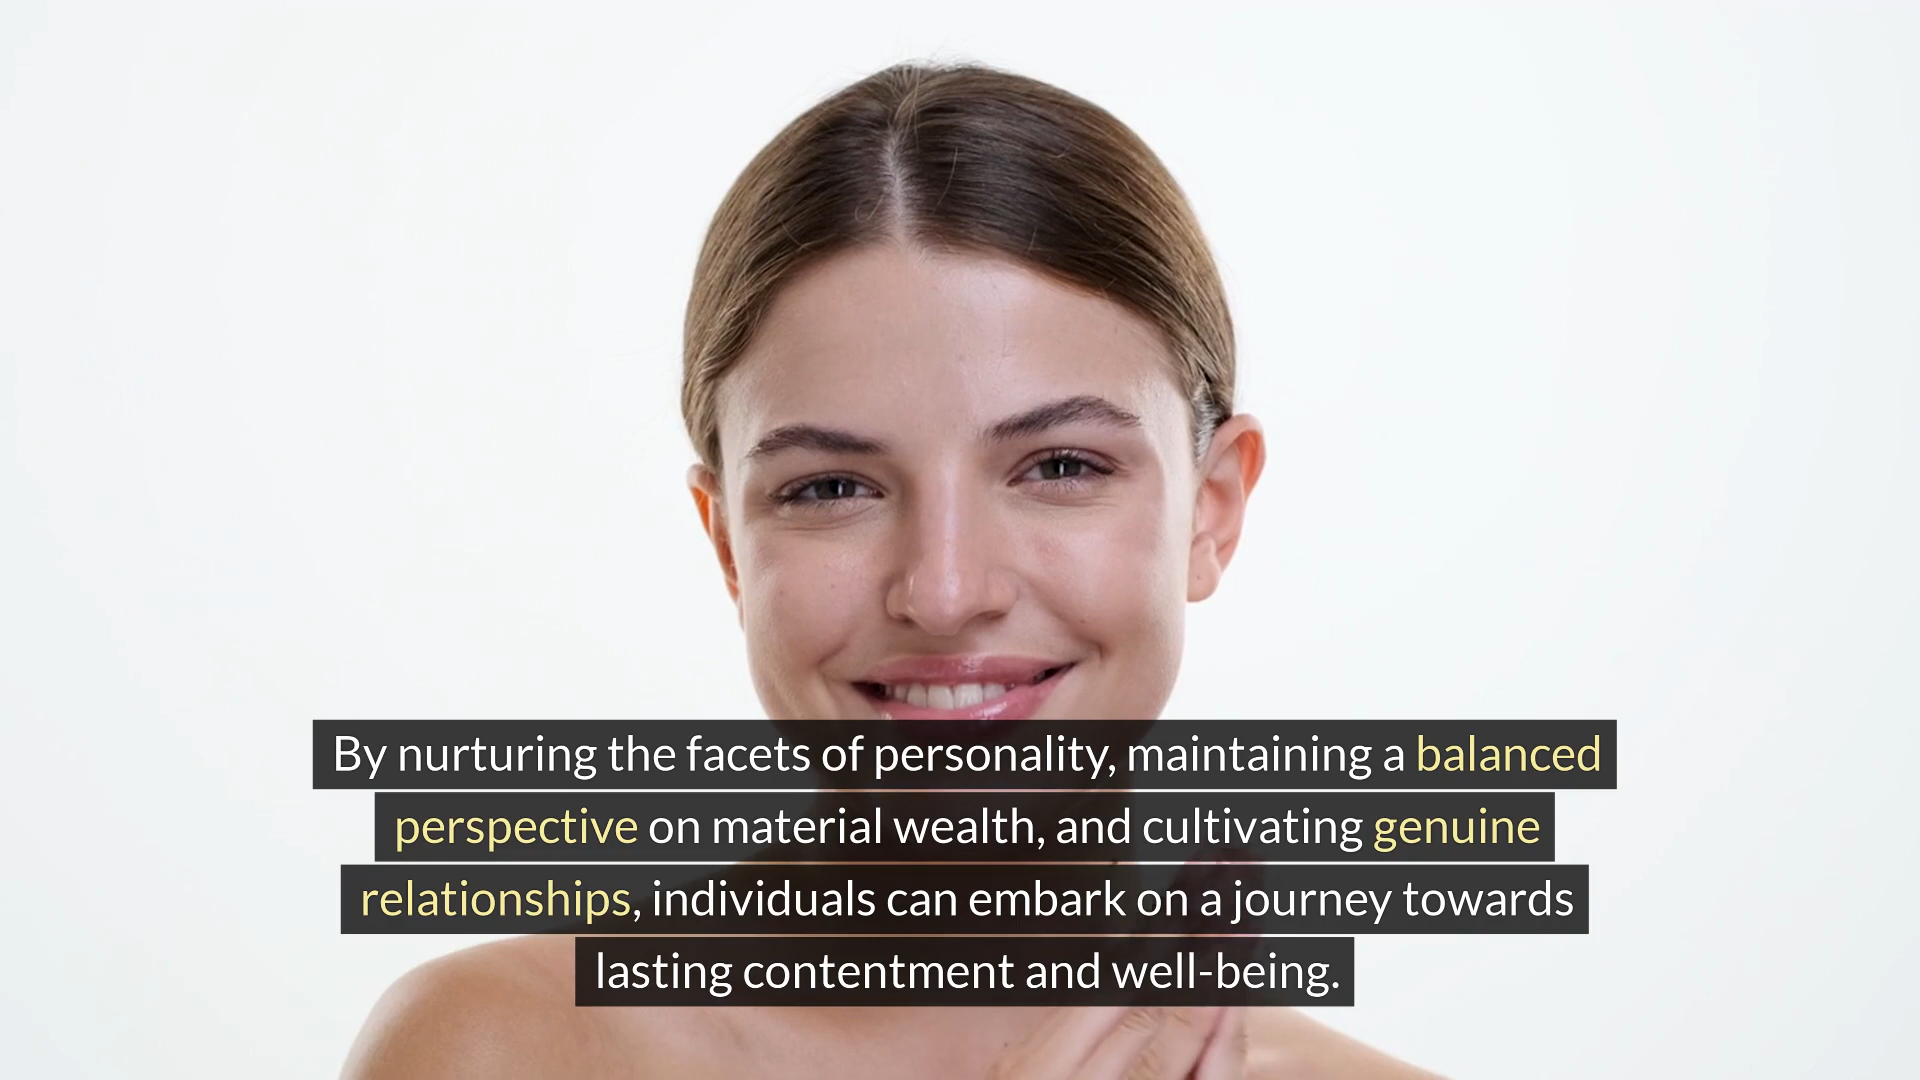 By nurturing the facets of personality, maintaining a balanced
perspective on material wealth, and cultivating genuine
relationships, individuals can embark on a journey towards
lasting contentment and well-being.